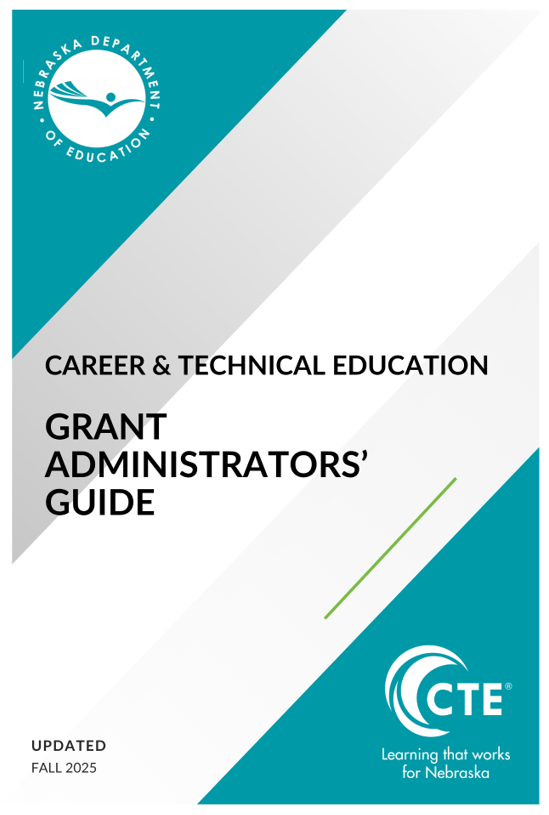 NEBRASKA DEPARTMENT
OF EDUCATION
CAREER & TECHNICAL EDUCATION
GRANT
ADMINISTRATORS’
GUIDE
CTE®
Learning that works
for Nebraska
UPDATED
FALL 2025